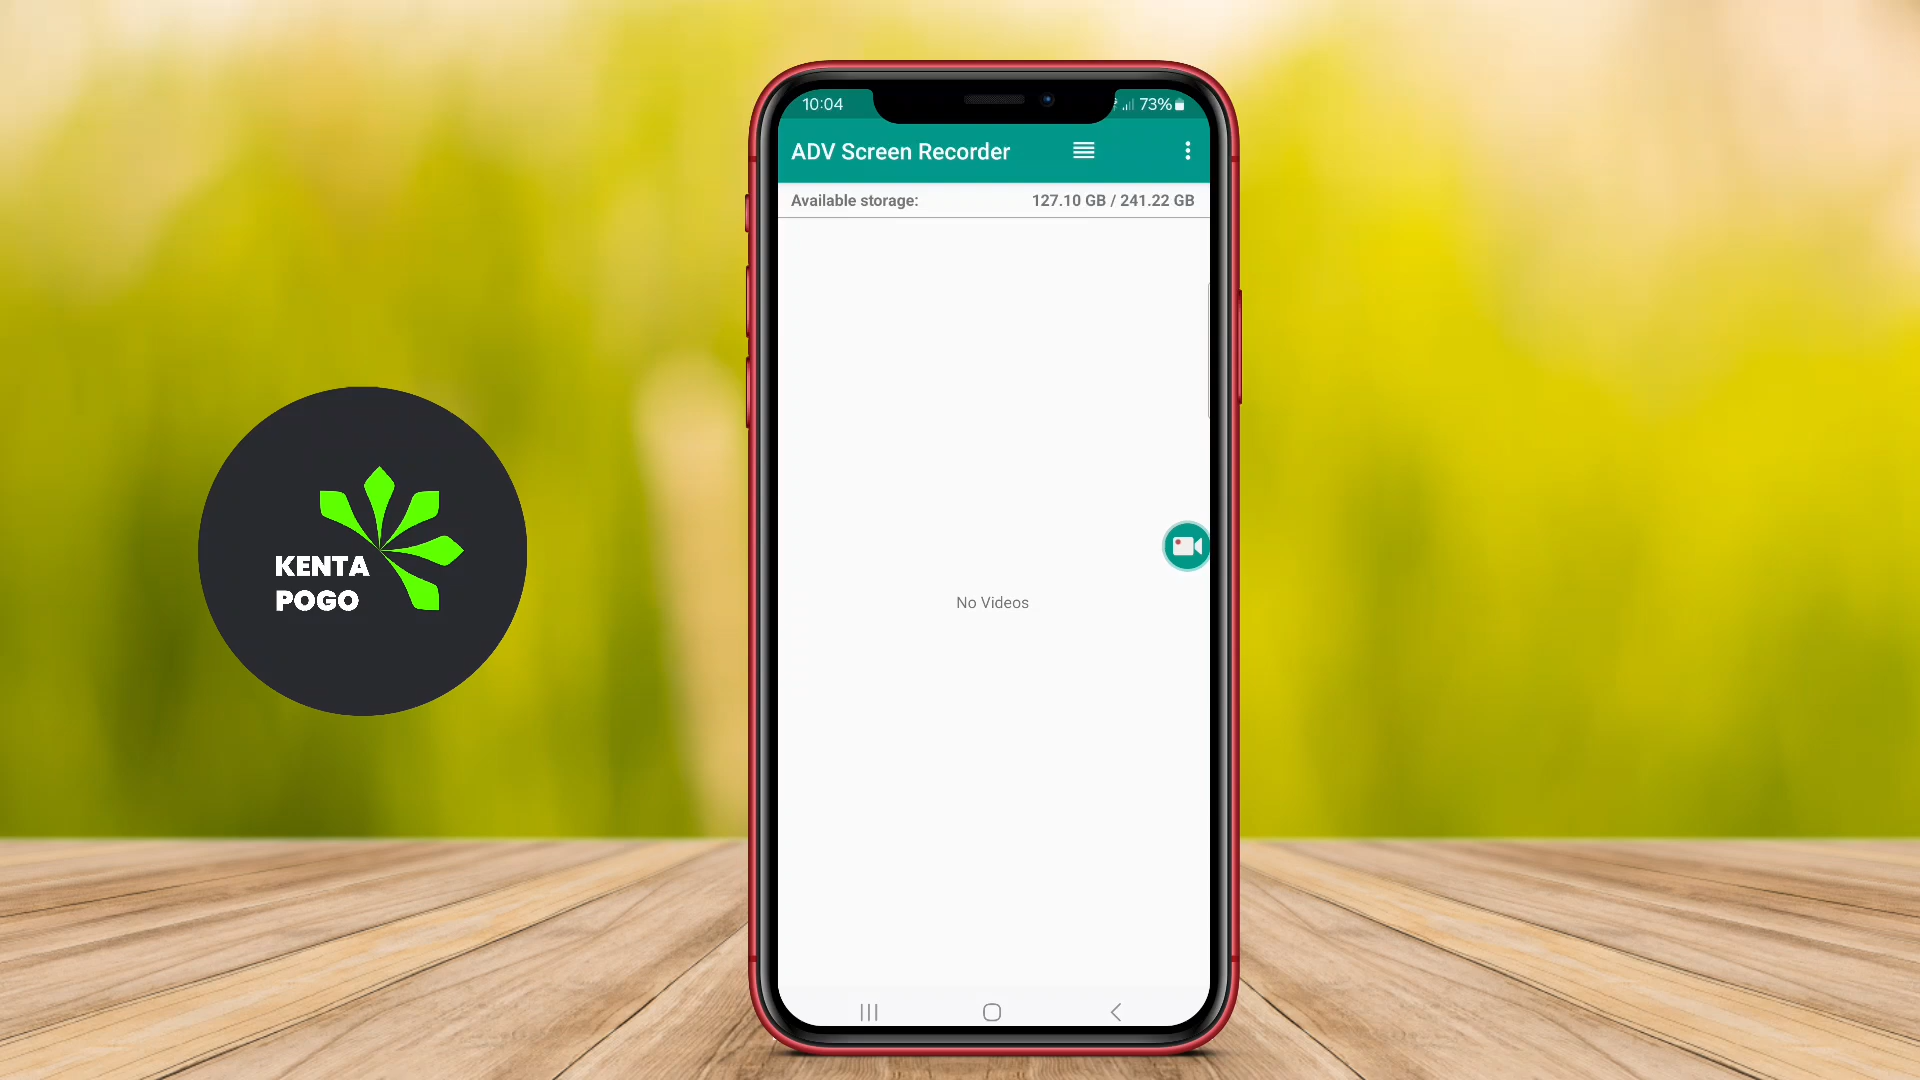 KENTA
POGO
10:04
73%
ADV Screen Recorder
Available storage:
127.10 GB / 241.22 GB
No Videos